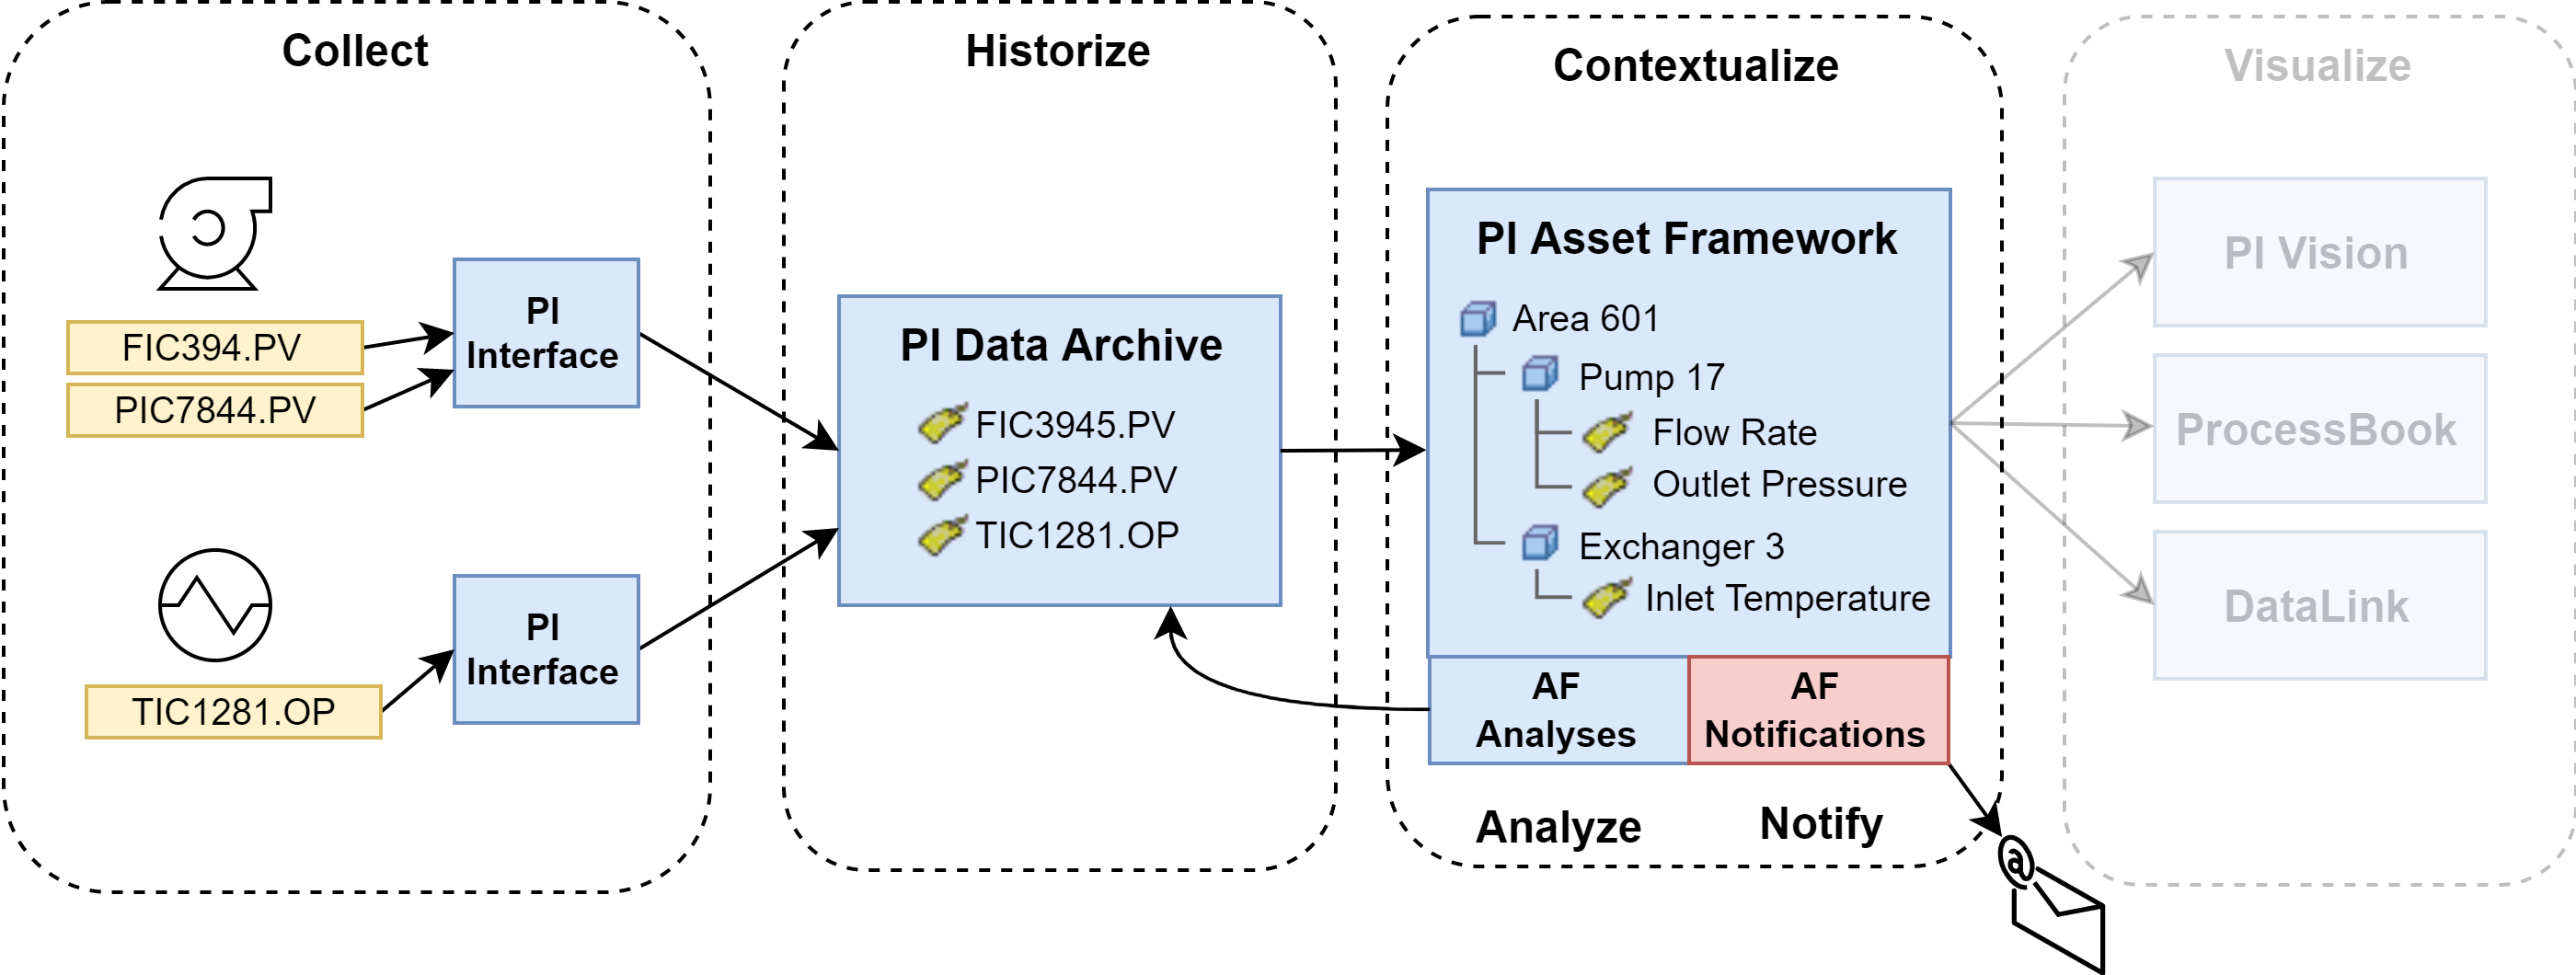 Collect
FIC394.PV
PIC7844.PV
PI
Interface
TIC1281.OP
PI
Interface
Historize
PI Data Archive
FIC3945.PV
PIC7844.PV
TIC1281.OP
Contextualize
PI Asset Framework
Area 601
Pump 17
Flow Rate
Outlet Pressure
Exchanger 3
Inlet Temperature
AF
Analyses
AF
Notifications
Analyze
Notify
@
Visualize
PI Vision
ProcessBook
DataLink